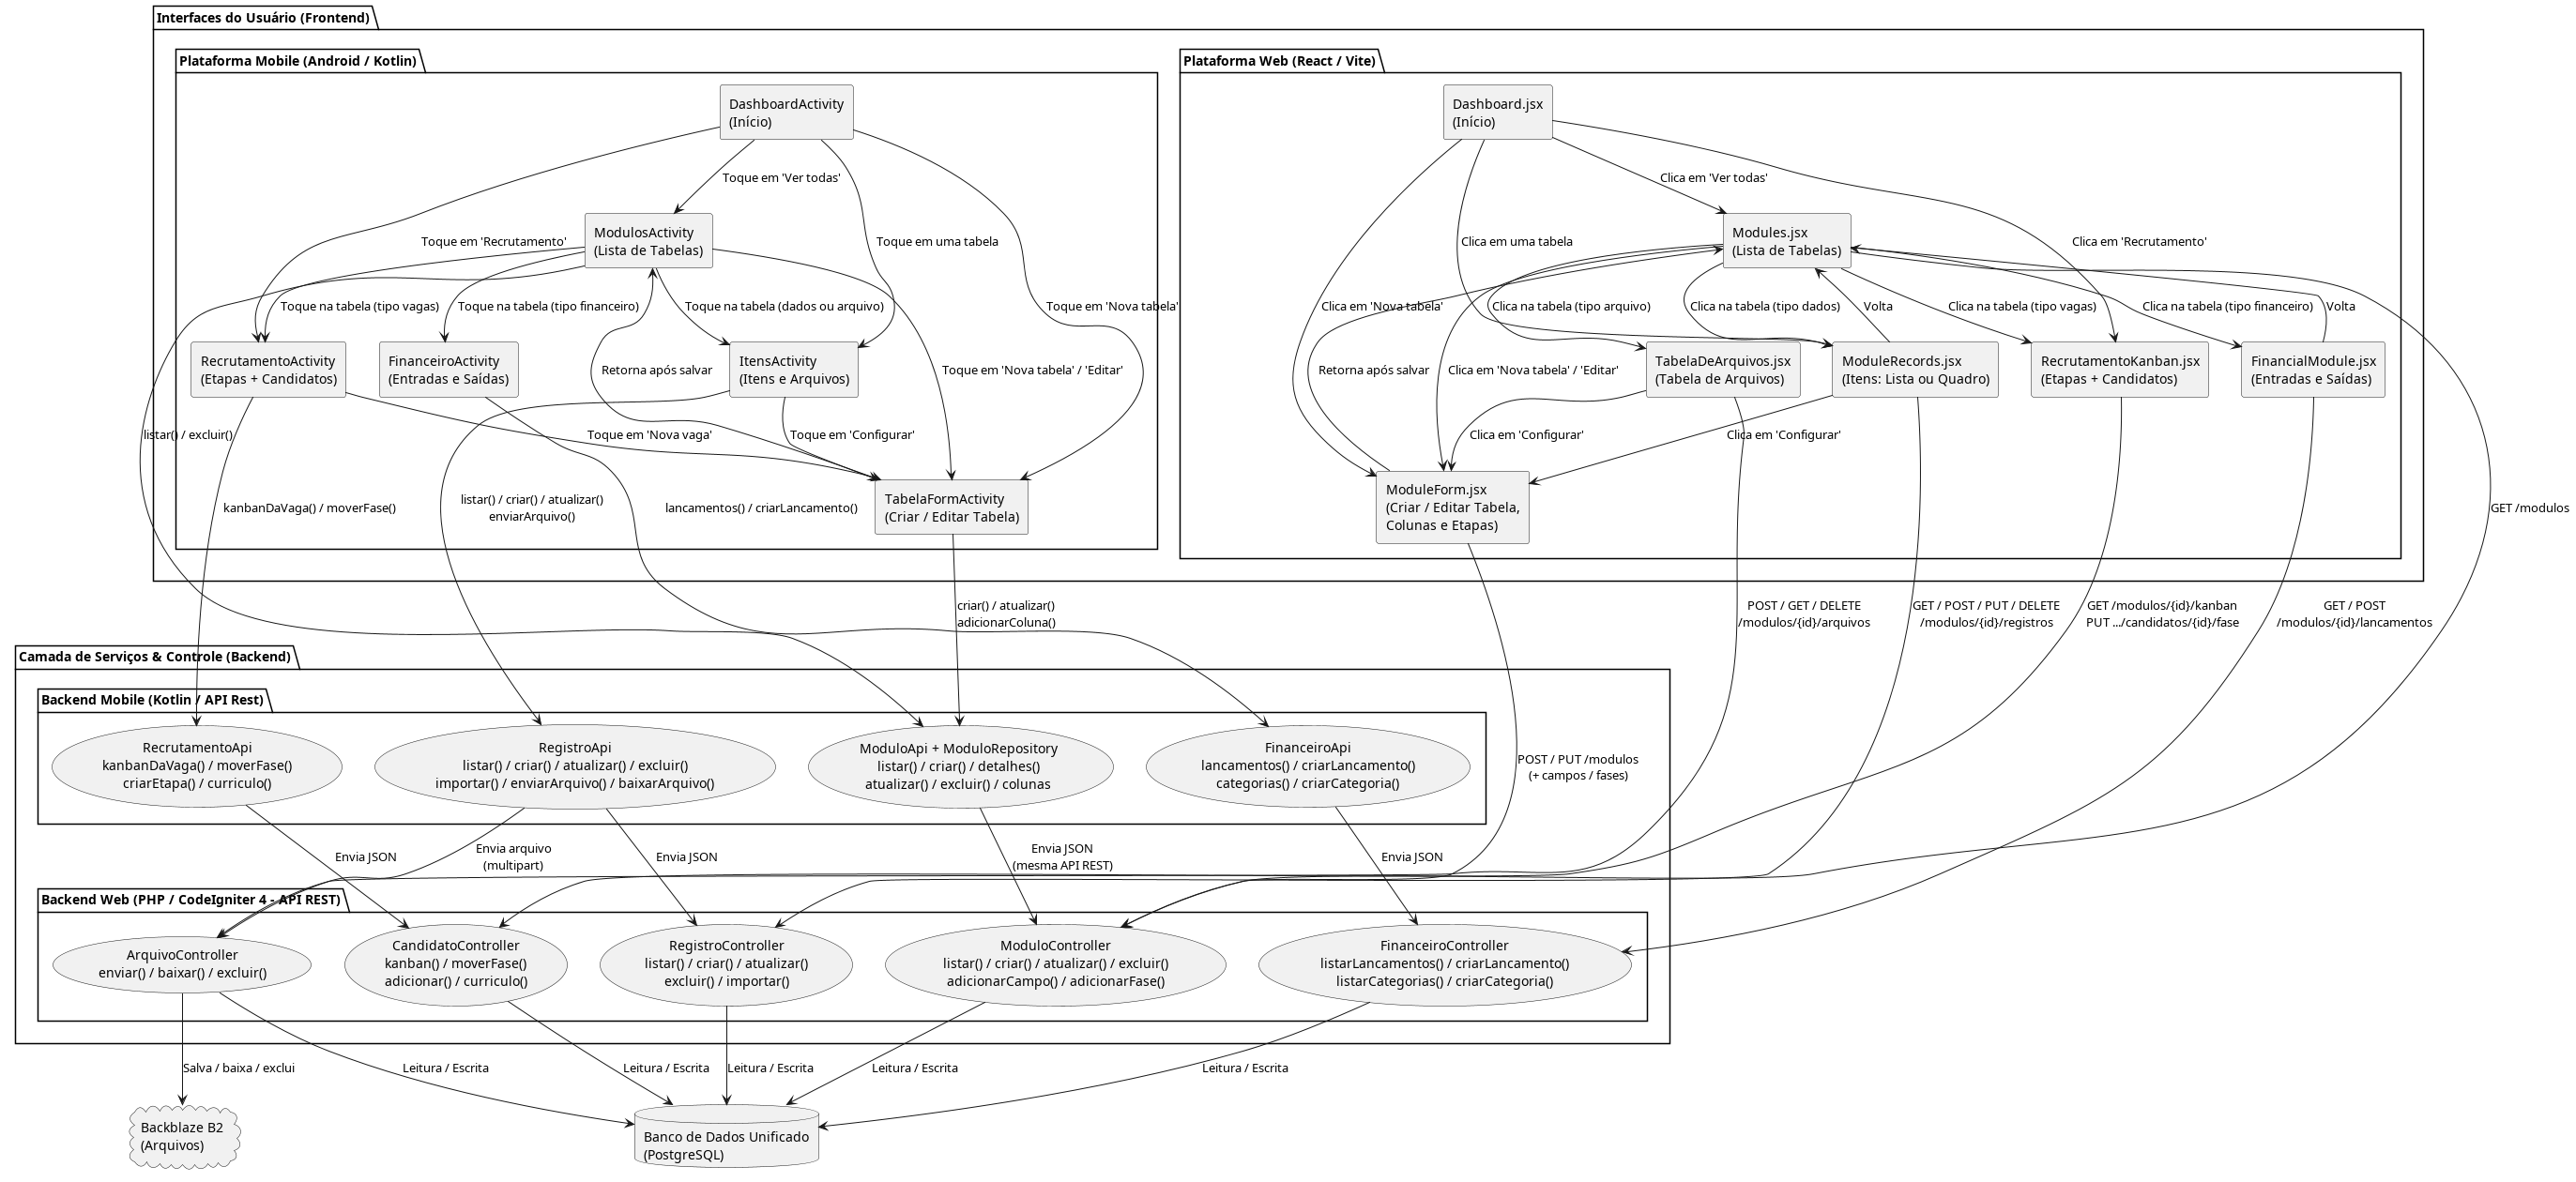 Interfaces do Usuário (Frontend)
Plataforma Mobile (Android / Kotlin)
Plataforma Web (React / Vite)
DashboardActivity
(Início)
Dashboard.jsx
(Início)
Toque em 'Ver todas'
Clica em 'Ver todas'
ModulosActivity
(Lista de Tabelas)
Modules.jsx
(Lista de Tabelas)
Toque em 'Recrutamento'
Toque em uma tabela
Clica em uma tabela
Clica em 'Recrutamento'
Toque na tabela (tipo vagas)
Toque na tabela (tipo financeiro)
Toque na tabela (dados ou arquivo)
Toque em 'Nova tabela'
Clica em 'Nova tabela'
Clica na tabela (tipo arquivo)
Clica na tabela (tipo dados)
Volta
Clica na tabela (tipo vagas)
Clica na tabela (tipo financeiro)
Volta
RecrutamentoActivity
(Etapas + Candidatos)
FinanceiroActivity
(Entradas e Saídas)
Retorna após salvar
ItensActivity
(Itens e Arquivos)
Toque em 'Nova tabela' / 'Editar'
Retorna após salvar
Clica em 'Nova tabela' / 'Editar'
TabelaDeArquivos.jsx
(Tabela de Arquivos)
ModuleRecords.jsx
(Itens: Lista ou Quadro)
RecrutamentoKanban.jsx
(Etapas + Candidatos)
FinancialModule.jsx
(Entradas e Saídas)
listar() / excluir()
Toque em 'Nova vaga'
Toque em 'Configurar'
Clica em 'Configurar'
Clica em 'Configurar'
kanbanDaVaga() / moverFase()
listar() / criar() / atualizar()
enviarArquivo()
lancamentos() / criarLancamento()
TabelaFormActivity
(Criar / Editar Tabela)
ModuleForm.jsx
(Criar / Editar Tabela,
Colunas e Etapas)
GET /modulos
criar() / atualizar()
adicionarColuna()
POST / GET / DELETE
/modulos/{id}/arquivos
GET / POST / PUT / DELETE
/modulos/{id}/registros
GET /modulos/{id}/kanban
PUT .../candidatos/{id}/fase
GET / POST
/modulos/{id}/lancamentos
Camada de Serviços & Controle (Backend)
Backend Mobile (Kotlin / API Rest)
RecrutamentoApi
kanbanDaVaga() / moverFase()
criarEtapa() / curriculo()
RegistroApi
listar() / criar() / atualizar() / excluir()
importar() / enviarArquivo() / baixarArquivo()
ModuloApi + ModuloRepository
listar() / criar() / detalhes()
atualizar() / excluir() / colunas
FinanceiroApi
lancamentos() / criarLancamento()
categorias() / criarCategoria()
POST / PUT /modulos
(+ campos / fases)
Envia JSON
Envia arquivo
(multipart)
Envia JSON
Envia JSON
(mesma API REST)
Envia JSON
Backend Web (PHP / CodeIgniter 4 - API REST)
ArquivoController
enviar() / baixar() / excluir()
CandidatoController
kanban() / moverFase()
adicionar() / curriculo()
RegistroController
listar() / criar() / atualizar()
excluir() / importar()
ModuloController
listar() / criar() / atualizar() / excluir()
adicionarCampo() / adicionarFase()
FinanceiroController
listarLancamentos() / criarLancamento()
listarCategorias() / criarCategoria()
Salva / baixa / exclui
Leitura / Escrita
Leitura / Escrita
Leitura / Escrita
Leitura / Escrita
Leitura / Escrita
Backblaze B2
(Arquivos)
Banco de Dados Unificado
(PostgreSQL)